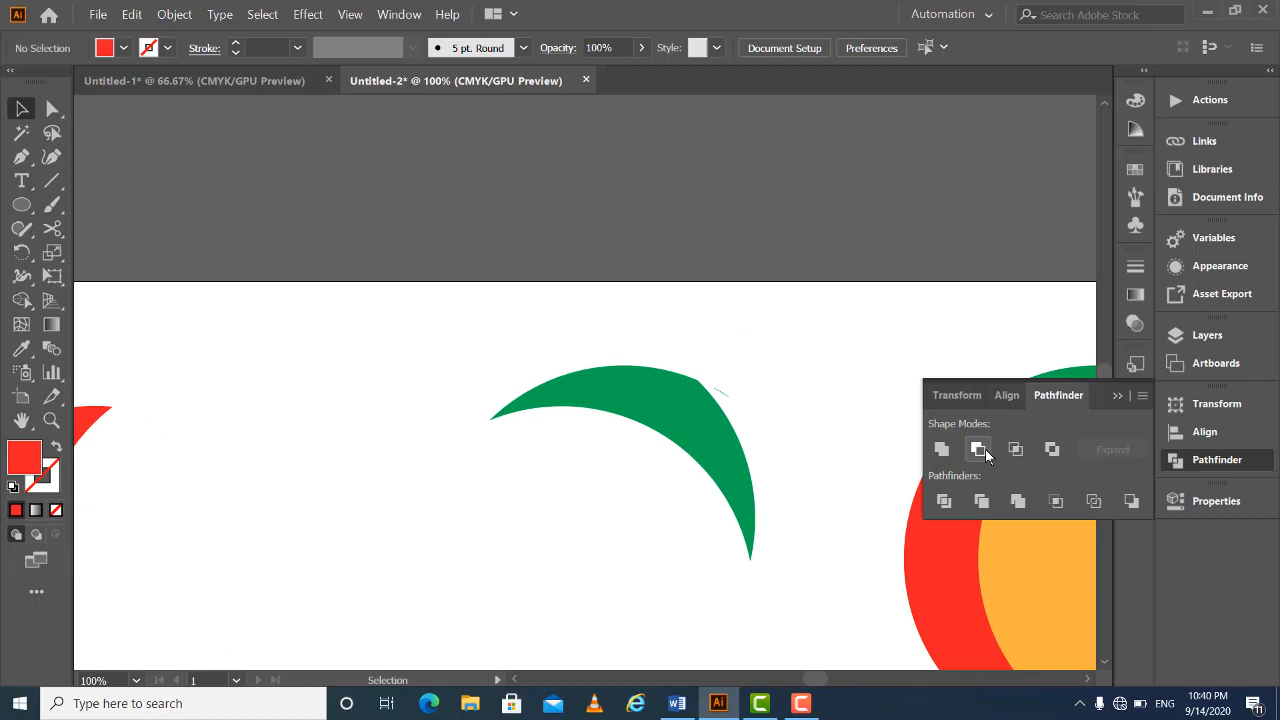 Ai File Edit Object Type Select Effect View Window Help Automation Search Adobe Stock
No Selection Stroke: 5 pt. Round Opacity: 100% Style: Document Setup Preferences
Untitled-1* @ 66.67% (CMYK/GPU Preview) Untitled-2* @ 100% (CMYK/GPU Preview)
Actions
Links
Libraries
Document Info
Variables
Appearance
Asset Export
Layers
Artboards
Transform Align Pathfinder
Transform
Shape Modes:
Align
Expand
Pathfinder
Pathfinders:
Properties
100% 1 Selection
Type here to search
Ai
ENG
10:40 PM
9/14/2020